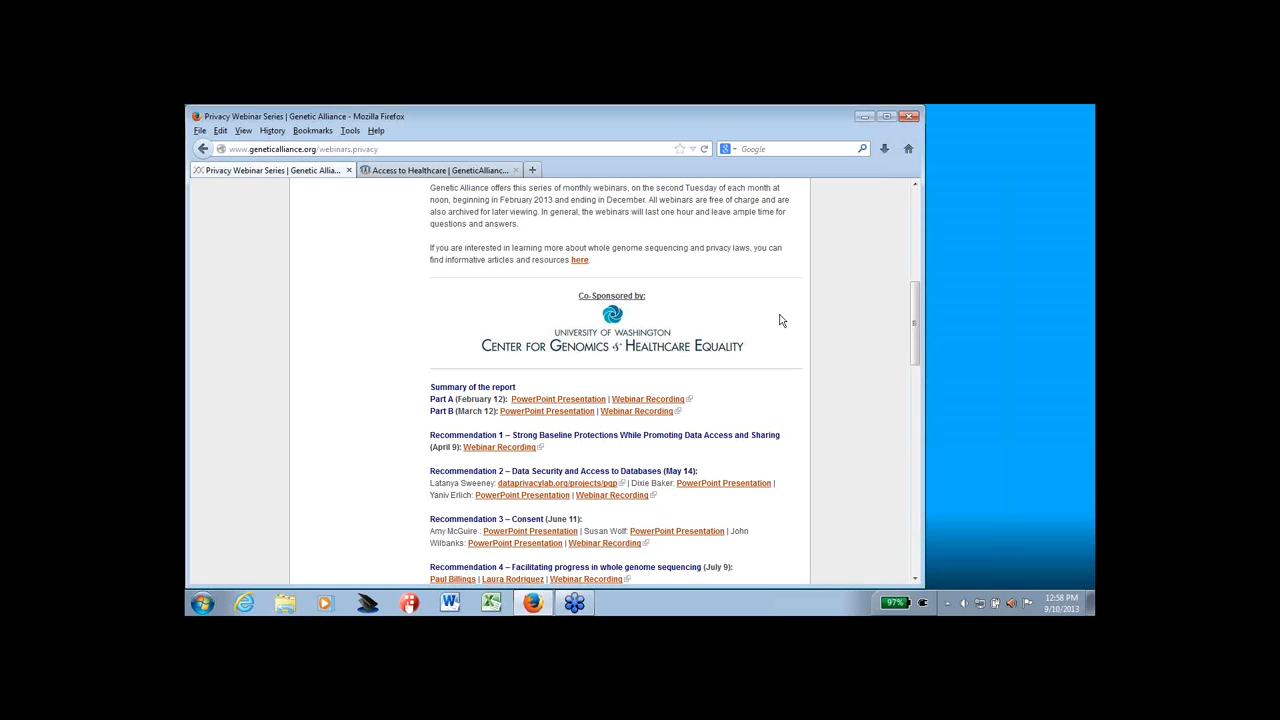 Privacy Webinar Series | Genetic Alliance - Mozilla Firefox
File Edit View History Bookmarks Tools Help
www.geneticalliance.org/webinars.privacy
Google
Privacy Webinar Series | Genetic Allia...
Access to Healthcare | GeneticAllianc...
Genetic Alliance offers this series of monthly webinars, on the second Tuesday of each month at
noon, beginning in February 2013 and ending in December. All webinars are free of charge and are
also archived for later viewing. In general, the webinars will last one hour and leave ample time for
questions and answers.
If you are interested in learning more about whole genome sequencing and privacy laws, you can
find informative articles and resources here.
Co-Sponsored by:
UNIVERSITY OF WASHINGTON
CENTER FOR GENOMICS & HEALTHCARE EQUALITY
Summary of the report
Part A (February 12): PowerPoint Presentation | Webinar Recording
Part B (March 12): PowerPoint Presentation | Webinar Recording
Recommendation 1 – Strong Baseline Protections While Promoting Data Access and Sharing
(April 9): Webinar Recording
Recommendation 2 – Data Security and Access to Databases (May 14):
Latanya Sweeney: dataprivacylab.org/projects/pgp | Dixie Baker: PowerPoint Presentation |
Yaniv Erlich: PowerPoint Presentation | Webinar Recording
Recommendation 3 – Consent (June 11):
Amy McGuire : PowerPoint Presentation | Susan Wolf: PowerPoint Presentation | John
Wilbanks: PowerPoint Presentation | Webinar Recording
Recommendation 4 – Facilitating progress in whole genome sequencing (July 9):
Paul Billings | Laura Rodriguez | Webinar Recording
97%
12:58 PM
9/10/2013